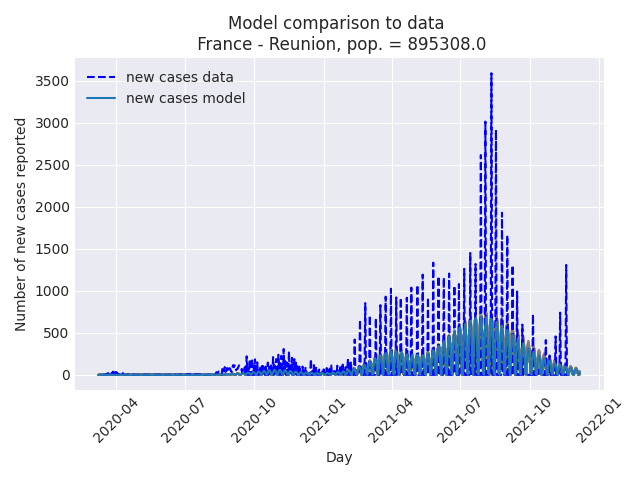 Model comparison to data
France - Reunion, pop. = 895308.0
new cases data
new cases model
Number of new cases reported
3500
3000
2500
2000
1500
1000
500
0
2020-04
2020-07
2020-10
2021-01
2021-04
2021-07
2021-10
2022-01
Day